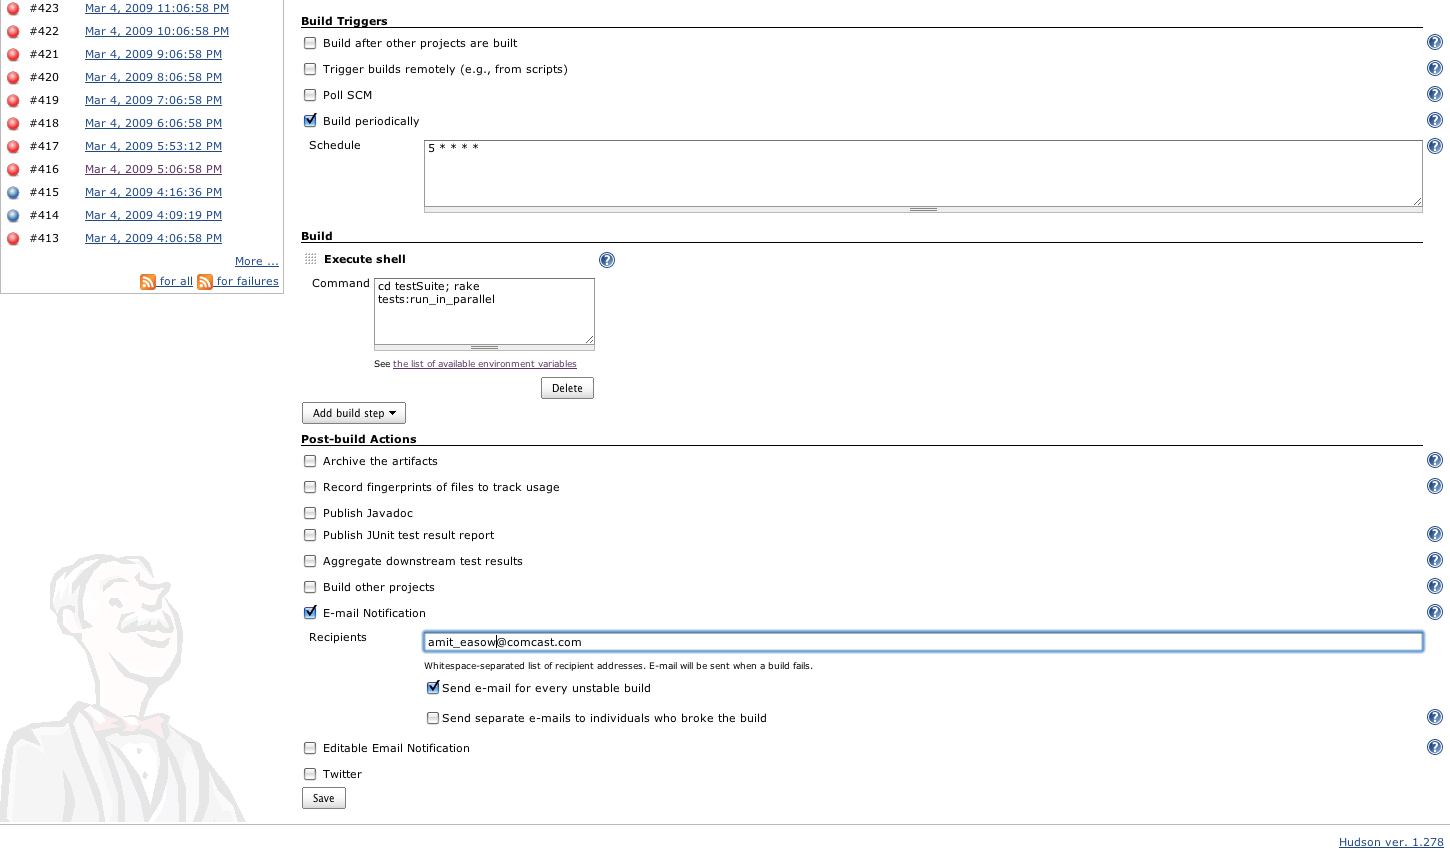 #423 Mar 4, 2009 11:06:58 PM
#422 Mar 4, 2009 10:06:58 PM
#421 Mar 4, 2009 9:06:58 PM
#420 Mar 4, 2009 8:06:58 PM
#419 Mar 4, 2009 7:06:58 PM
#418 Mar 4, 2009 6:06:58 PM
#417 Mar 4, 2009 5:53:12 PM
#416 Mar 4, 2009 5:06:58 PM
#415 Mar 4, 2009 4:16:36 PM
#414 Mar 4, 2009 4:09:19 PM
#413 Mar 4, 2009 4:06:58 PM
More ...
for all for failures
Build Triggers
Build after other projects are built
Trigger builds remotely (e.g., from scripts)
Poll SCM
Build periodically
Schedule 5 * * * *
Build
Execute shell
Command cd testSuite; rake
tests:run_in_parallel
See the list of available environment variables
Delete
Add build step
Post-build Actions
Archive the artifacts
Record fingerprints of files to track usage
Publish Javadoc
Publish JUnit test result report
Aggregate downstream test results
Build other projects
E-mail Notification
Recipients amit_easow@comcast.com
Whitespace-separated list of recipient addresses. E-mail will be sent when a build fails.
Send e-mail for every unstable build
Send separate e-mails to individuals who broke the build
Editable Email Notification
Twitter
Save
Hudson ver. 1.278